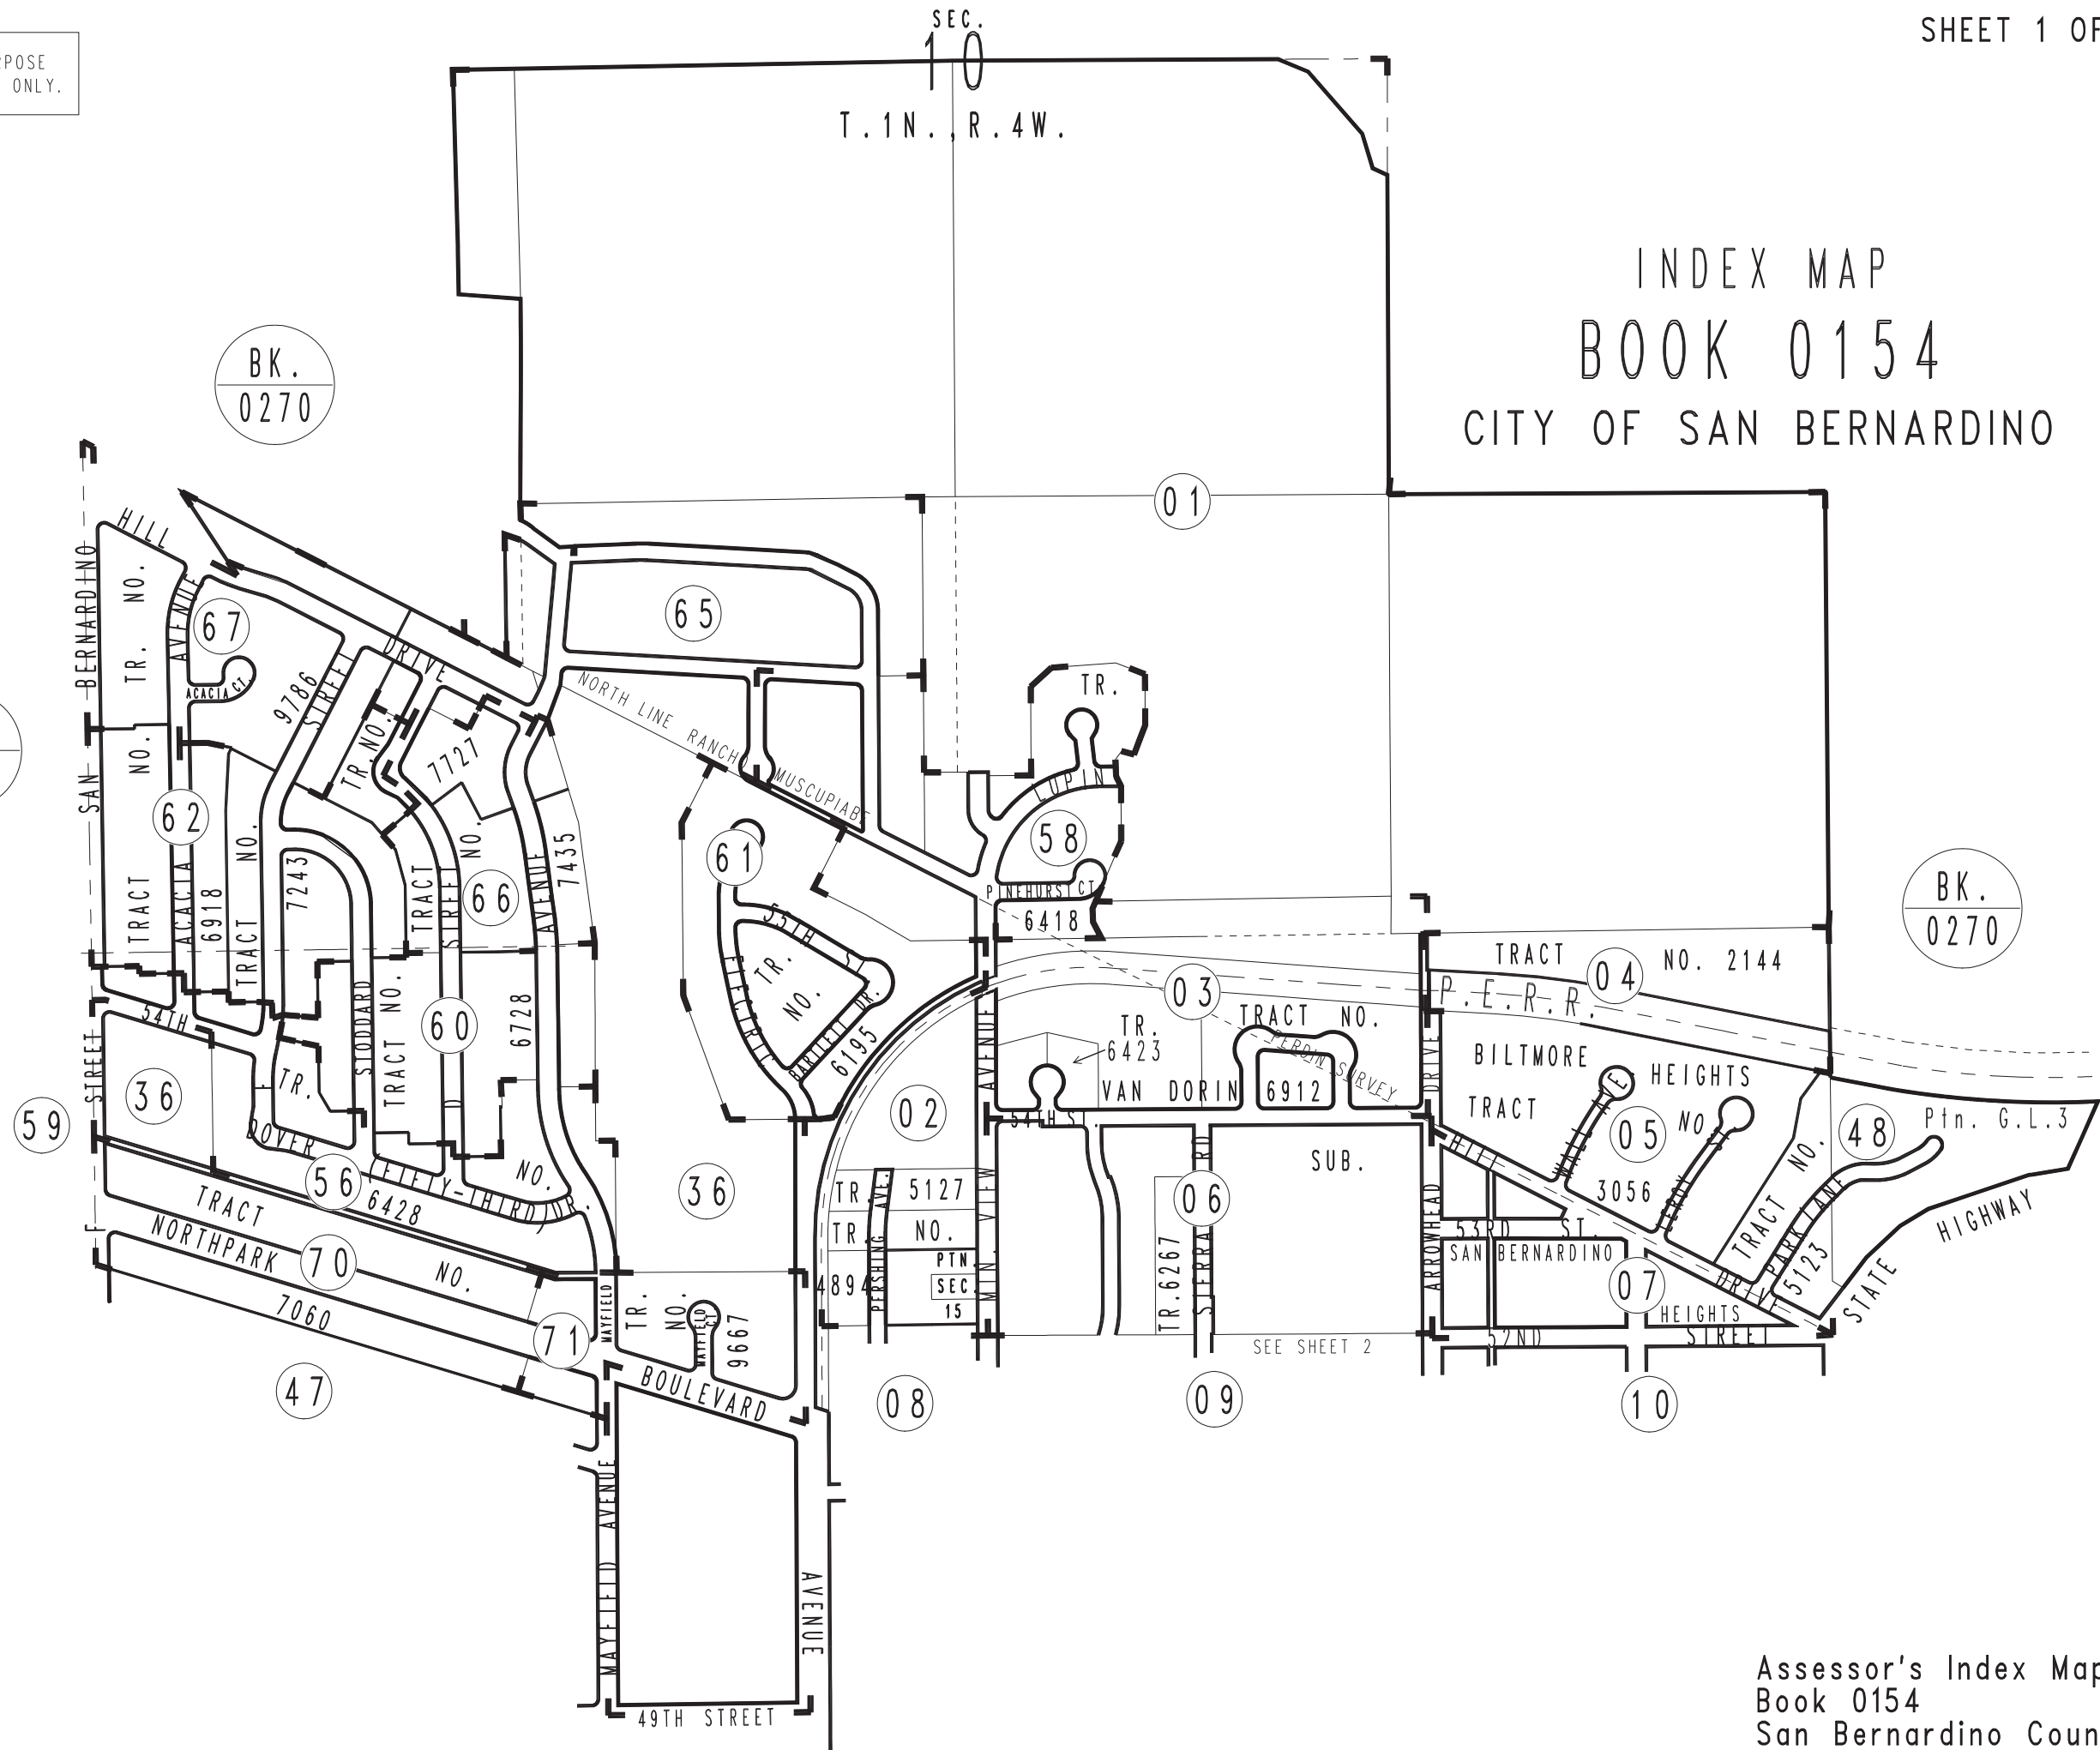 SEC.
10
T.1N.,R.4W.
SHEET 1 OF
POSE
ONLY.
INDEX MAP
BOOK 0154
CITY OF SAN BERNARDINO
BK.
0270
BK.
0270
01
HILL
DRIVE
SAN BERNARDINO
STREET
TR. NO.
AVENUE
67
ACACIA CT.
9786
STREET
TR. NO.
7727
65
NORTH LINE RANCHO MUSCUPIABE
TR.
LUPIN
58
PINEHURST CT.
6418
62
TRACT NO.
ACACIA
6918
TRACT NO.
7243
TRACT NO.
STREET
66
AVENUE
7435
61
55TH ST.
TR. NO.
ELECTRIC
BARTLETT DR.
6195
54TH
36
59
TR.
DOVER
STODDARD
TRACT NO.
60
D
6728
NO.
56
(FIFTY-THIRD) DR.
6428
TRACT
NO.
NORTHPARK
70
7060
71
47
36
MAYFIELD
TR. NO.
MAYFIELD CT.
9667
BOULEVARD
MAYFIELD AVENUE
AVENUE
49TH STREET
02
TR. 5127
TR. NO.
4894
PERSHING AVE.
PTN.
SEC.
15
08
MTN. VIEW AVENUE
03
TR.
6423
TRACT NO.
PERDIN SURVEY
VAN DORIN
6912
54TH ST.
06
SUB.
TR.6267
SIERRA RD
SEE SHEET 2
09
TRACT NO. 2144
04
P.E.R.R.
BILTMORE HEIGHTS
TRACT NO.
05
3056
ARROWHEAD DRIVE
HILL DRIVE
LEROY ST.
48
Ptn. G.L.3
TRACT NO.
5123
PARK LANE
STATE HIGHWAY
53RD ST.
SAN BERNARDINO
07
HEIGHTS
52ND STREET
10
Assessor's Index Map
Book 0154
San Bernardino Coun